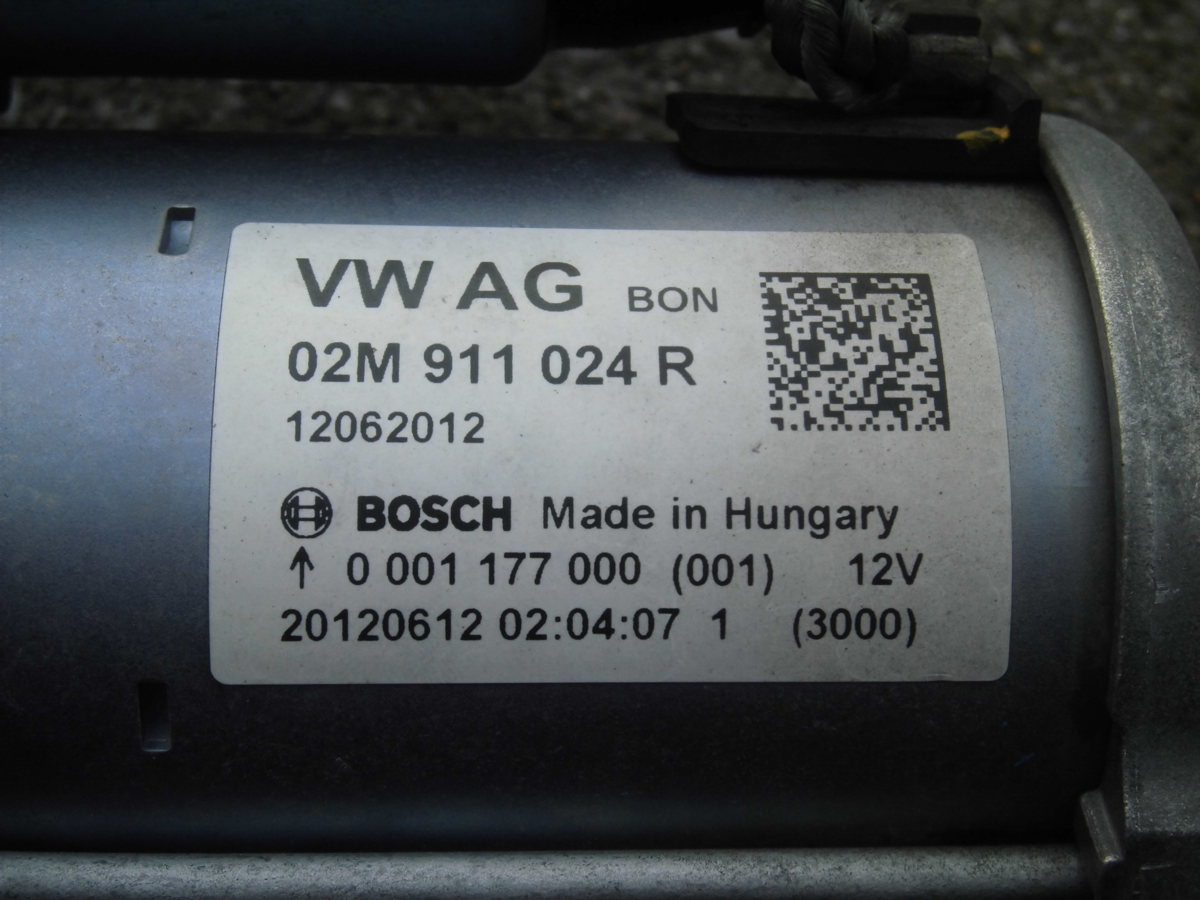 VW AG BON
02M 911 024 R
12062012
BOSCH Made in Hungary
↑ 0 001 177 000 (001) 12V
20120612 02:04:07 1 (3000)